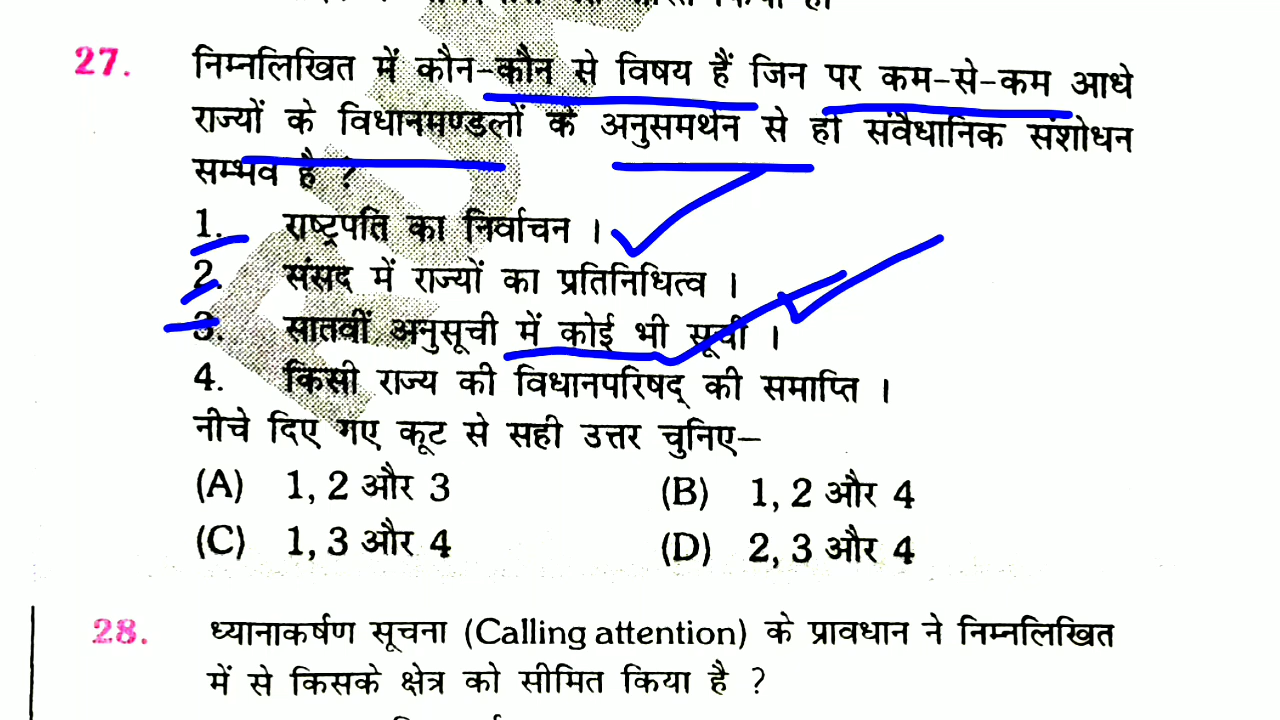 27. निम्नलिखित में कौन-कौन से विषय हैं जिन पर कम-से-कम आधे
राज्यों के विधानमण्डलों के अनुसमर्थन से ही संवैधानिक संशोधन
सम्भव है ?
1. राष्ट्रपति का निर्वाचन ।
2. संसद में राज्यों का प्रतिनिधित्व ।
3. सातवीं अनुसूची में कोई भी सूची ।
4. किसी राज्य की विधानपरिषद् की समाप्ति ।
नीचे दिए गए कूट से सही उत्तर चुनिए–
(A) 1, 2 और 3 (B) 1, 2 और 4
(C) 1, 3 और 4 (D) 2, 3 और 4
28. ध्यानाकर्षण सूचना (Calling attention) के प्रावधान ने निम्नलिखित
में से किसके क्षेत्र को सीमित किया है ?